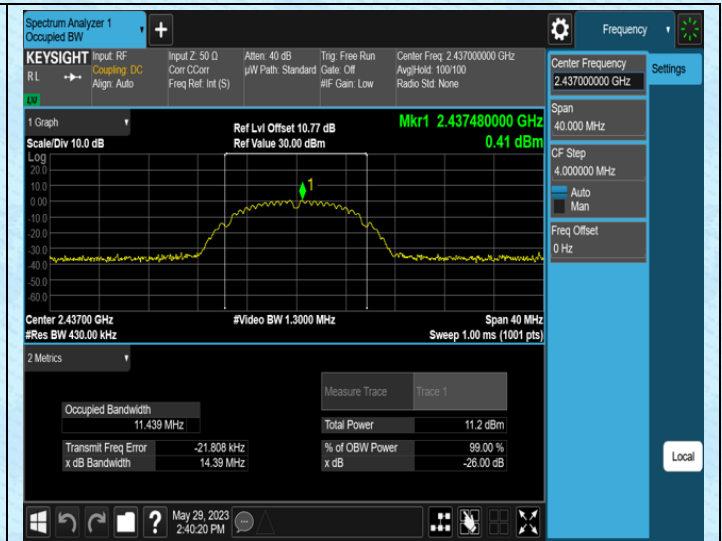 Spectrum Analyzer 1
Occupied BW
+
Frequency
KEYSIGHT
RL
LXI
Input: RF
Coupling: DC
Align: Auto
Input Z: 50 Ω
Corr CCorr
Freq Ref: Int (S)
Atten: 40 dB
µW Path: Standard
Trig: Free Run
Gate: Off
#IF Gain: Low
Center Freq: 2.437000000 GHz
Avg|Hold: 100/100
Radio Std: None
Center Frequency
2.437000000 GHz
Settings
Span
40.000 MHz
CF Step
4.000000 MHz
Auto
Man
Freq Offset
0 Hz
Local
1 Graph
Scale/Div 10.0 dB
Ref Lvl Offset 10.77 dB
Ref Value 30.00 dBm
Mkr1 2.437480000 GHz
0.41 dBm
Log
20.0
10.0
0.00
-10.0
-20.0
-30.0
-40.0
-50.0
-60.0
1
Center 2.43700 GHz
#Res BW 430.00 kHz
#Video BW 1.3000 MHz
Span 40 MHz
Sweep 1.00 ms (1001 pts)
2 Metrics
Measure Trace Trace 1
Occupied Bandwidth
11.439 MHz
Total Power 11.2 dBm
Transmit Freq Error -21.808 kHz
% of OBW Power 99.00 %
x dB Bandwidth 14.39 MHz
x dB -26.00 dB
?
May 29, 2023
2:40:20 PM